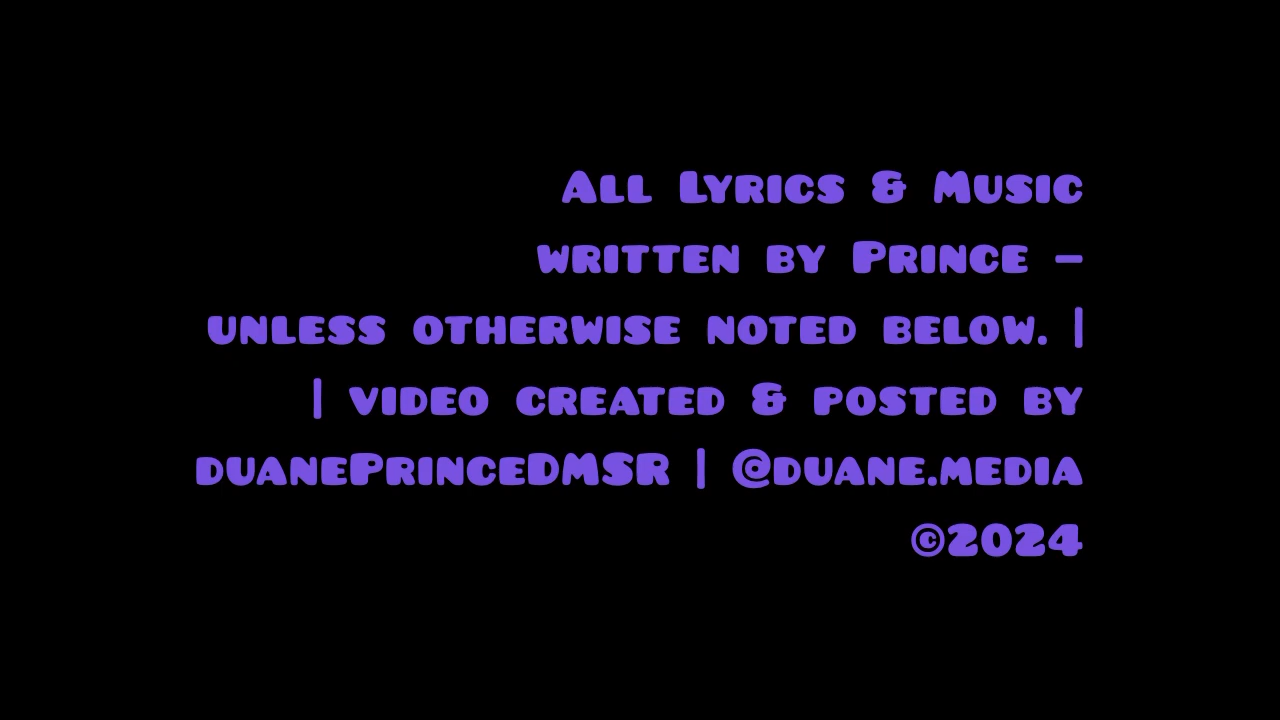 All Lyrics & Music
written by Prince –
unless otherwise noted below. |
| video created & posted by
duanePrinceDMSR | @duane.media
©2024